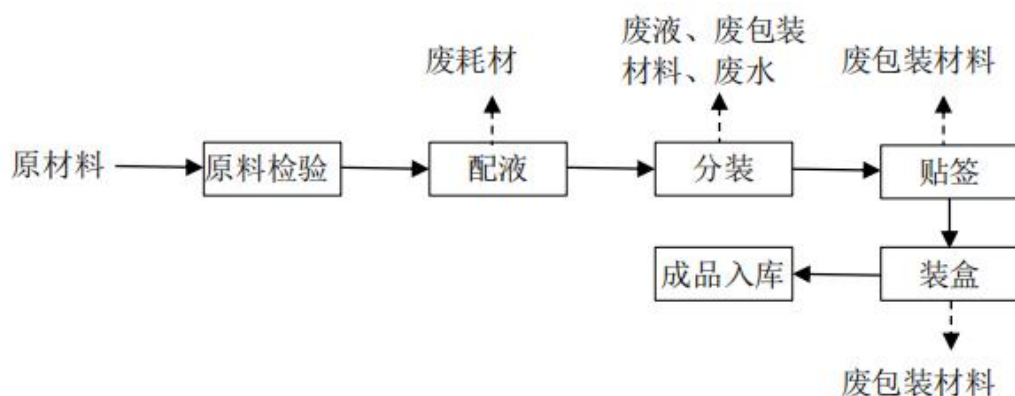 废耗材
废液、废包装
材料、废水
废包装材料
原材料
原料检验
配液
分装
贴签
成品入库
装盒
废包装材料